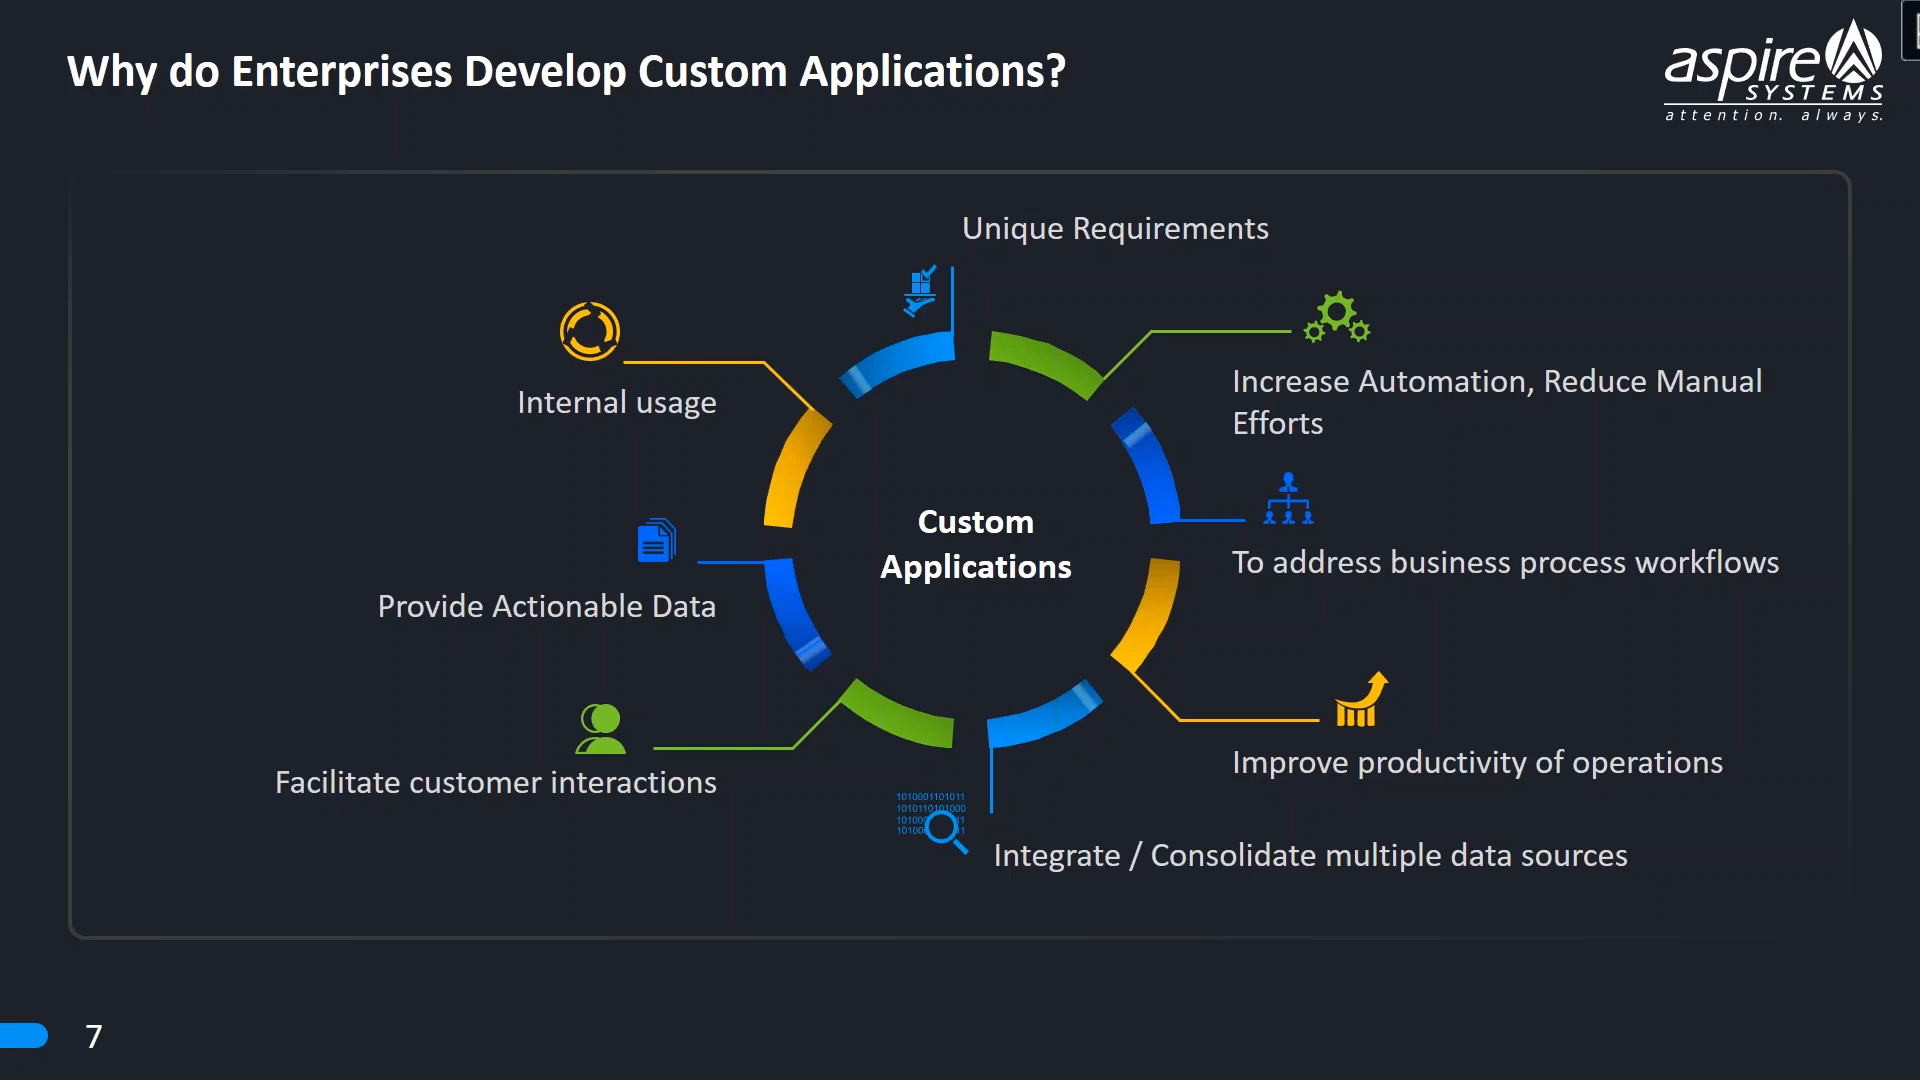 Why do Enterprises Develop Custom Applications?
aspire
SYSTEMS
attention. always.
Unique Requirements
Internal usage
Increase Automation, Reduce Manual
Efforts
Custom
Applications
To address business process workflows
Provide Actionable Data
Improve productivity of operations
Facilitate customer interactions
1010001101011
1010110101000
Integrate / Consolidate multiple data sources
7